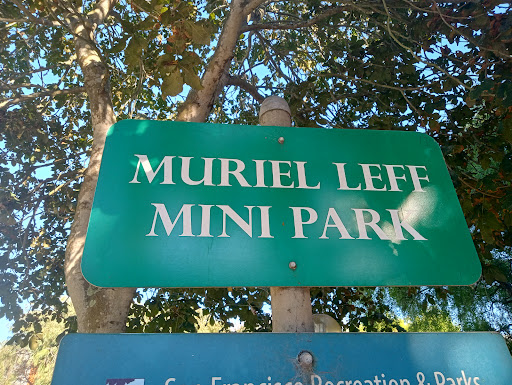 MURIEL LEFF
MINI PARK
San Francisco Recreation & Parks